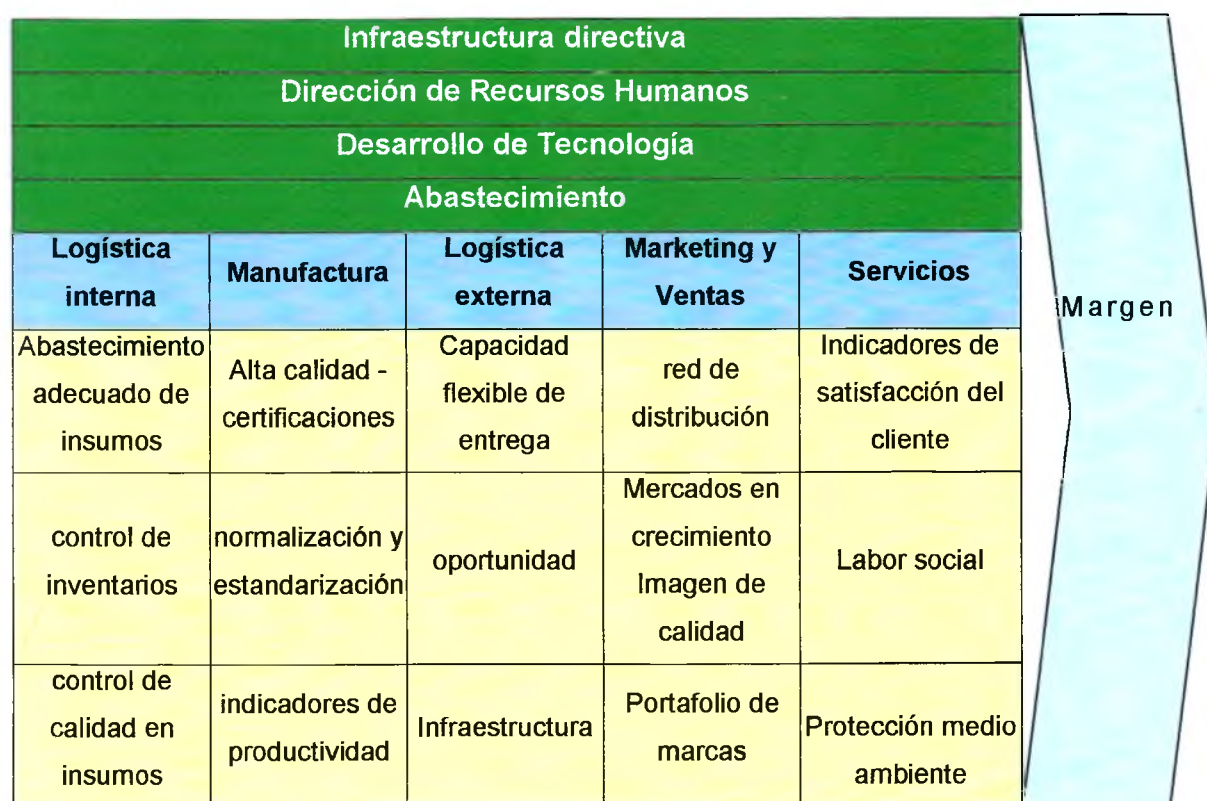 Infraestructura directiva
Dirección de Recursos Humanos
Desarrollo de Tecnología
Abastecimiento
Logística
interna
Manufactura
Logística
externa
Marketing y
Ventas
Servicios
Margen
Abastecimiento
adecuado de
insumos
Alta calidad -
certificaciones
Capacidad
flexible de
entrega
red de
distribución
Indicadores de
satisfacción del
cliente
control de
inventarios
normalización y
estandarización
oportunidad
Mercados en
crecimiento
Imagen de
calidad
Labor social
control de
calidad en
insumos
indicadores de
productividad
Infraestructura
Portafolio de
marcas
Protección medio
ambiente